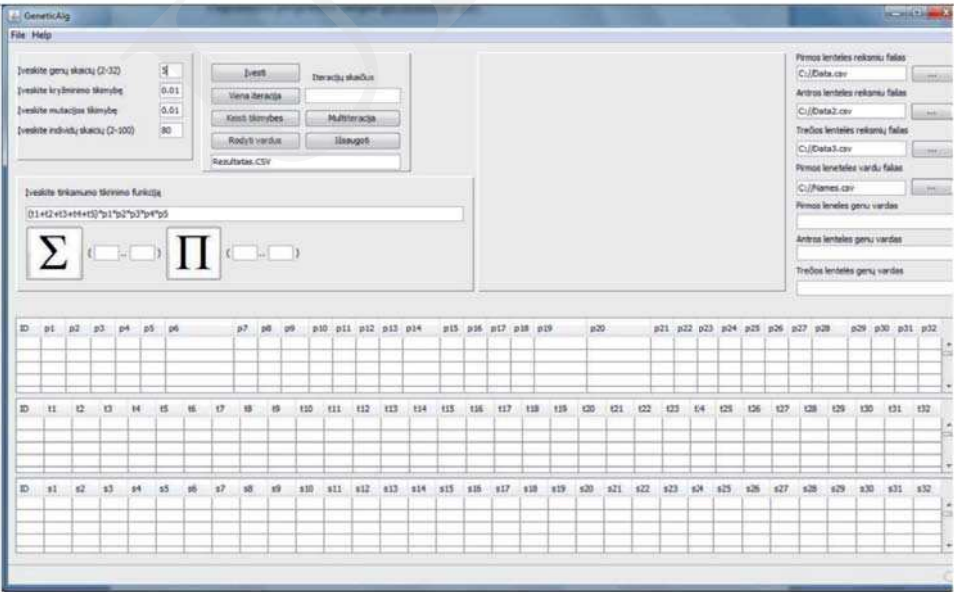 GeneticAlg
File Help
Įveskite genų skaičių (2-32) 5
Įveskite kryžminimo tikimybę 0.01
Įveskite mutacijos tikimybę 0.01
Įveskite individų skaičių (2-100) 80
Įvesti
Iteracijų skaičius
Viena iteracija
Keisti tikimybes
Multiiteracija
Rodyti vardus
Išsaugoti
Rezultatas.CSV
Įveskite tinkamumo tikrinimo funkciją
(t1+t2+t3+t4+t5)*p1*p2*p3*p4*p5
Σ ( .. ) Π ( .. )
Pirmos lentelės reiksmiu failas
C://Data.csv ...
Antros lentelės reiksmiu failas
C://Data2.csv ...
Trečios lentelės reiksmiu failas
C://Data3.csv ...
Pirmos leneteles vardu failas
C://Names.csv ...
Pirmos leneles genu vardas
Antros lenteles genų vardas
Trečios lentelės genų vardas
ID p1 p2 p3 p4 p5 p6 p7 p8 p9 p10 p11 p12 p13 p14 p15 p16 p17 p18 p19 p20 p21 p22 p23 p24 p25 p26 p27 p28 p29 p30 p31 p32
ID t1 t2 t3 t4 t5 t6 t7 t8 t9 t10 t11 t12 t13 t14 t15 t16 t17 t18 t19 t20 t21 t22 t23 t;4 t25 t26 t27 t28 t29 t30 t31 t32
ID s1 s2 s3 s4 s5 s6 s7 s8 s9 s10 s11 s12 s13 s14 s15 s16 s17 s18 s19 s20 s21 s22 s23 s24 s25 s26 s27 s28 s29 s30 s31 s32